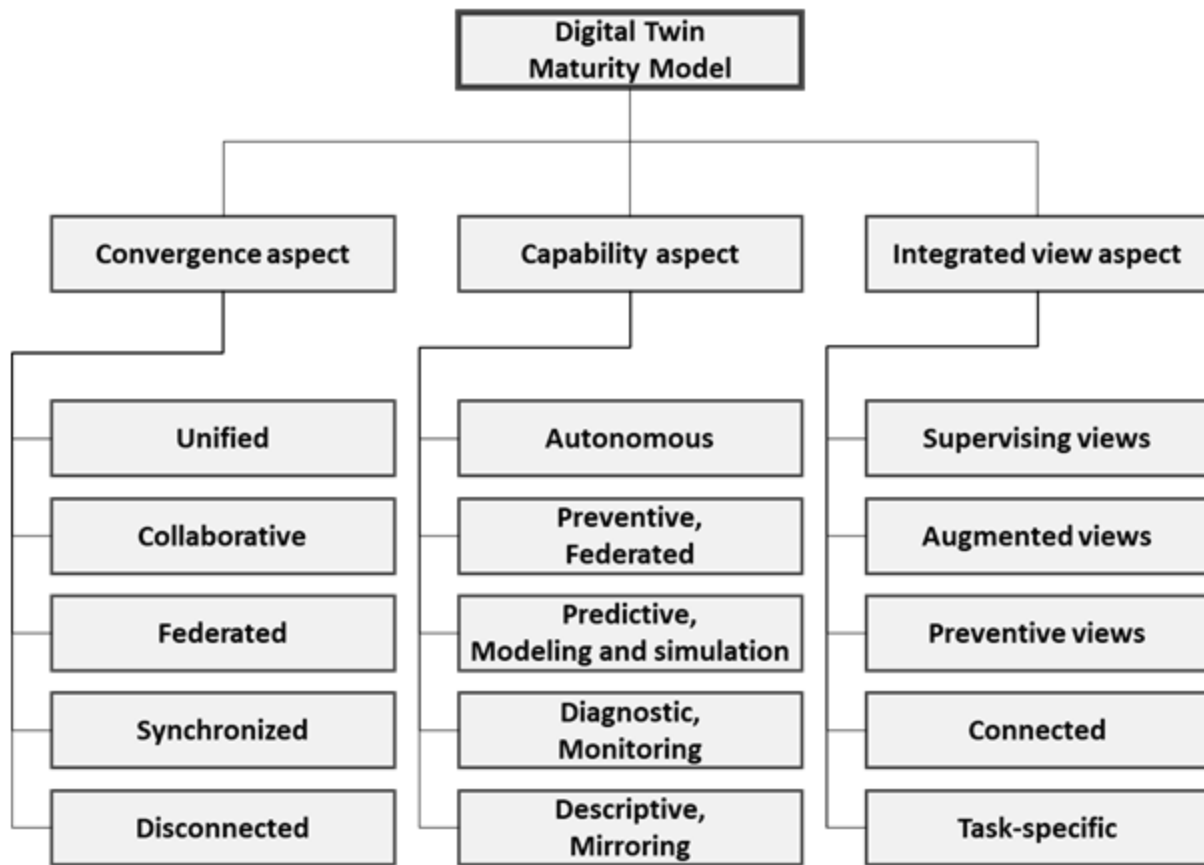 Digital Twin
Maturity Model
Convergence aspect
Capability aspect
Integrated view aspect
Unified
Collaborative
Federated
Synchronized
Disconnected
Autonomous
Preventive,
Federated
Predictive,
Modeling and simulation
Diagnostic,
Monitoring
Descriptive,
Mirroring
Supervising views
Augmented views
Preventive views
Connected
Task-specific